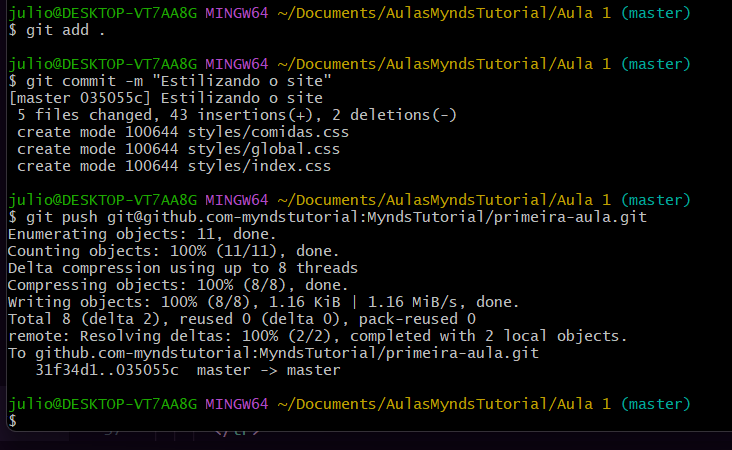 julio@DESKTOP-VT7AA8G MINGW64 ~/Documents/AulasMyndsTutorial/Aula 1 (master)
$ git add .
julio@DESKTOP-VT7AA8G MINGW64 ~/Documents/AulasMyndsTutorial/Aula 1 (master)
$ git commit -m "Estilizando o site"
[master 035055c] Estilizando o site
 5 files changed, 43 insertions(+), 2 deletions(-)
 create mode 100644 styles/comidas.css
 create mode 100644 styles/global.css
 create mode 100644 styles/index.css
julio@DESKTOP-VT7AA8G MINGW64 ~/Documents/AulasMyndsTutorial/Aula 1 (master)
$ git push git@github.com-myndstutorial:MyndsTutorial/primeira-aula.git
Enumerating objects: 11, done.
Counting objects: 100% (11/11), done.
Delta compression using up to 8 threads
Compressing objects: 100% (8/8), done.
Writing objects: 100% (8/8), 1.16 KiB | 1.16 MiB/s, done.
Total 8 (delta 2), reused 0 (delta 0), pack-reused 0
remote: Resolving deltas: 100% (2/2), completed with 2 local objects.
To github.com-myndstutorial:MyndsTutorial/primeira-aula.git
   31f34d1..035055c  master -> master
julio@DESKTOP-VT7AA8G MINGW64 ~/Documents/AulasMyndsTutorial/Aula 1 (master)
$